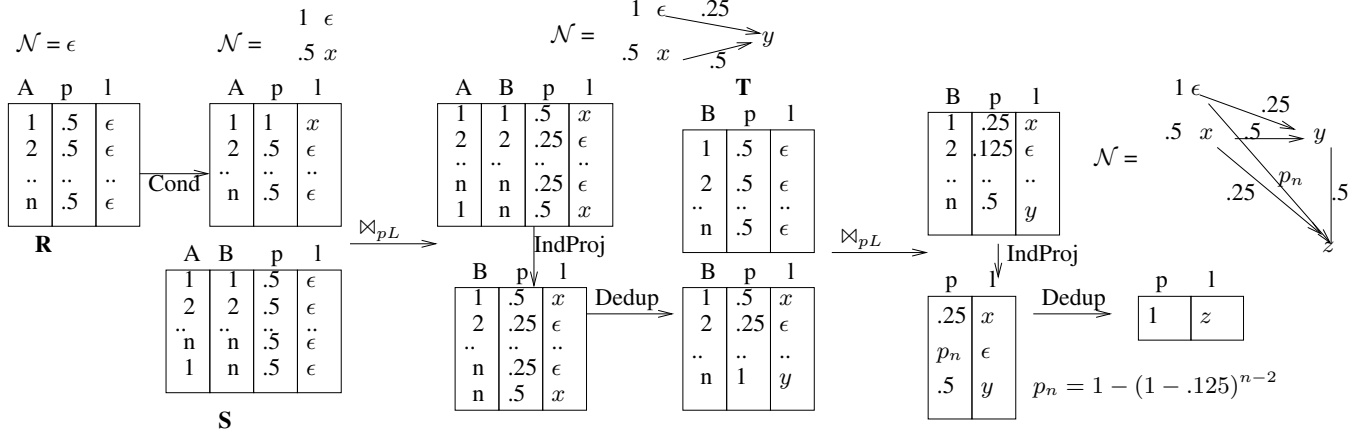 𝒩 = ϵ
A p l
1 .5 ϵ
2 .5 ϵ
.. .. ..
n .5 ϵ
R
Cond
𝒩 =
1 ϵ
.5 x
A p l
1 1 x
2 .5 ϵ
.. .. ..
n .5 ϵ
A B p l
1 1 .5 ϵ
2 2 .5 ϵ
.. .. .. ..
n n .5 ϵ
1 n .5 ϵ
S
⋈pL
𝒩 =
1 ϵ .25
y
.5 x .5
A B p l
1 1 .5 x
2 2 .25 ϵ
.. .. .. ..
n n .25 ϵ
1 n .5 x
IndProj
B p l
1 .5 x
2 .25 ϵ
.. .. ..
n .25 ϵ
n .5 x
Dedup
T
B p l
1 .5 ϵ
2 .5 ϵ
.. .. ..
n .5 ϵ
B p l
1 .5 x
2 .25 ϵ
.. .. ..
n 1 y
⋈pL
B p l
1 .25 x
2 .125 ϵ
.. .. ..
n .5 y
IndProj
p l
.25 x
pₙ ϵ
.5 y
Dedup
p l
1 z
pₙ = 1 − (1 − .125)ⁿ⁻²
𝒩 =
1 ϵ .25
.5 x .5 y
pₙ
.25 .5
z